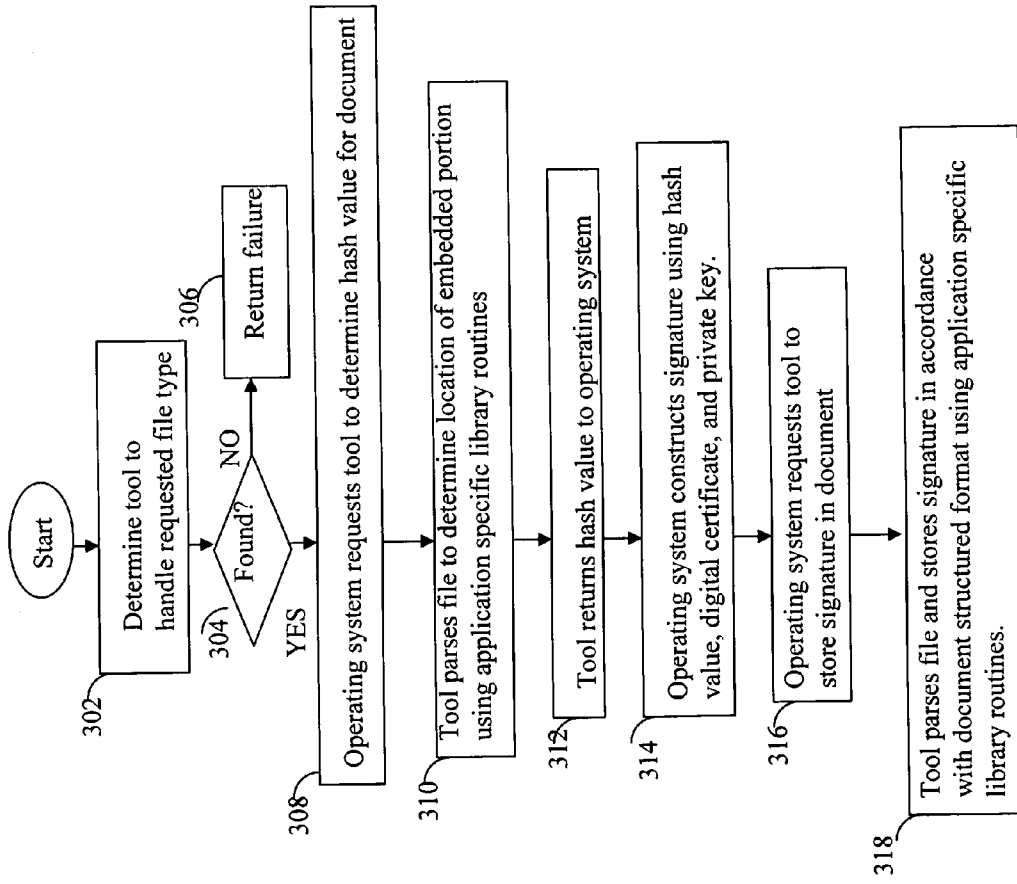 Start
302
Determine tool to
handle requested file type
304
Found?
NO
306
Return failure
YES
308
Operating system requests tool to determine hash value for document
310
Tool parses file to determine location of embedded portion
using application specific library routines
312
Tool returns hash value to operating system
314
Operating system constructs signature using hash
value, digital certificate, and private key.
316
Operating system requests tool to
store signature in document
318
Tool parses file and stores signature in accordance
with document structured format using application specific
library routines.